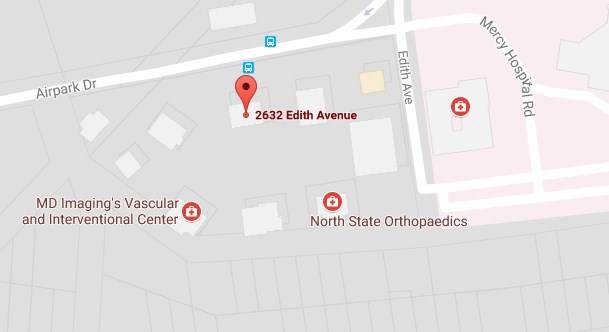 Airpark Dr
Edith Ave
Mercy Hospital Rd
2632 Edith Avenue
MD Imaging's Vascular
and Interventional Center
North State Orthopaedics